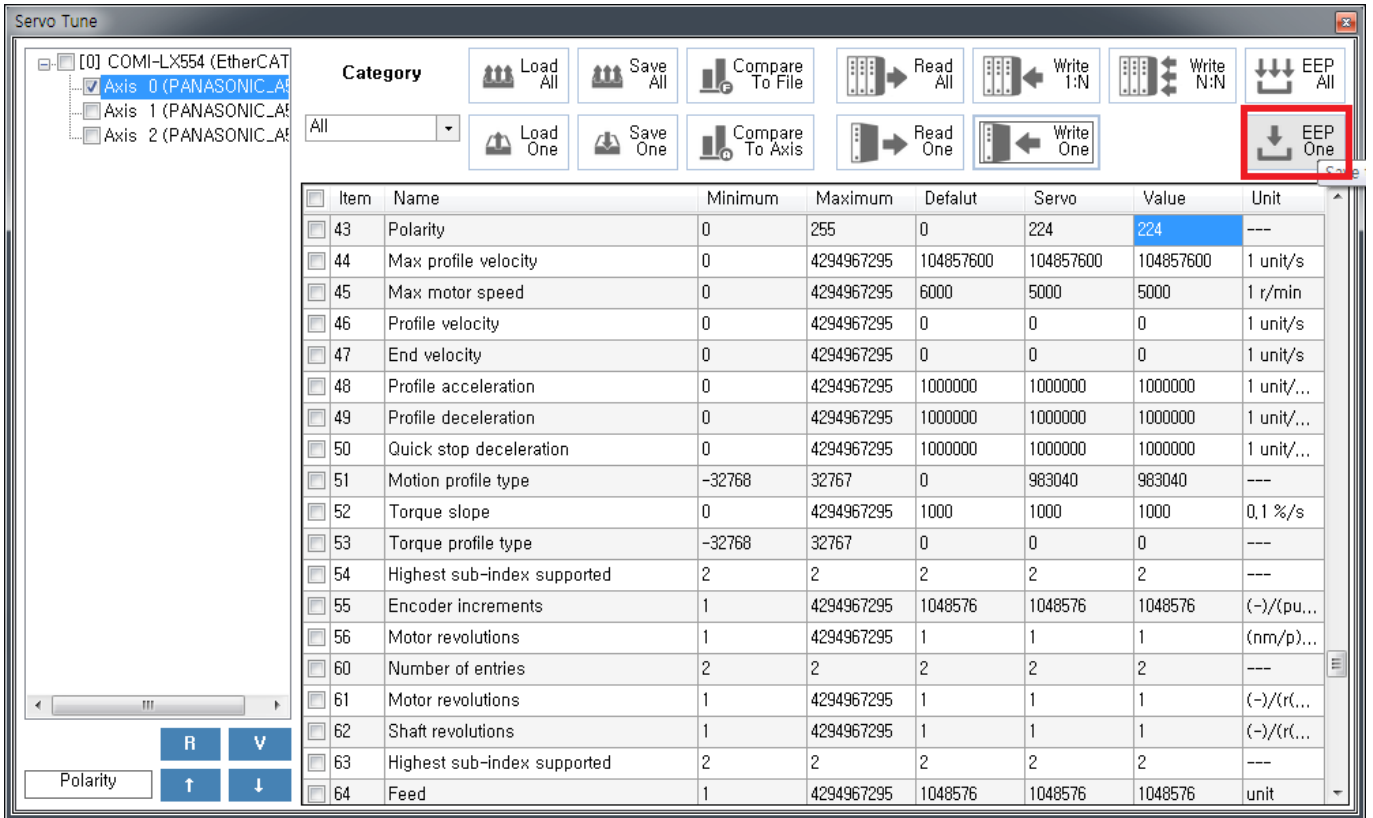 Servo Tune
[0] COMI-LX554 (EtherCAT
Axis 0 (PANASONIC_A5
Axis 1 (PANASONIC_A5
Axis 2 (PANASONIC_A5
Category
All
Load All
Save All
Compare To File
Read All
Write 1:N
Write N:N
EEP All
Load One
Save One
Compare To Axis
Read One
Write One
EEP One
Save
Item Name Minimum Maximum Defalut Servo Value Unit
43 Polarity 0 255 0 224 224 ---
44 Max profile velocity 0 4294967295 104857600 104857600 104857600 1 unit/s
45 Max motor speed 0 4294967295 6000 5000 5000 1 r/min
46 Profile velocity 0 4294967295 0 0 0 1 unit/s
47 End velocity 0 4294967295 0 0 0 1 unit/s
48 Profile acceleration 0 4294967295 1000000 1000000 1000000 1 unit/...
49 Profile deceleration 0 4294967295 1000000 1000000 1000000 1 unit/...
50 Quick stop deceleration 0 4294967295 1000000 1000000 1000000 1 unit/...
51 Motion profile type -32768 32767 0 983040 983040 ---
52 Torque slope 0 4294967295 1000 1000 1000 0,1 %/s
53 Torque profile type -32768 32767 0 0 0 ---
54 Highest sub-index supported 2 2 2 2 2 ---
55 Encoder increments 1 4294967295 1048576 1048576 1048576 (-)/(pu...
56 Motor revolutions 1 4294967295 1 1 1 (nm/p)...
60 Number of entries 2 2 2 2 2 ---
61 Motor revolutions 1 4294967295 1 1 1 (-)/(r(...
62 Shaft revolutions 1 4294967295 1 1 1 (-)/(r(...
63 Highest sub-index supported 2 2 2 2 2 ---
64 Feed 1 4294967295 1048576 1048576 1048576 unit
R V
Polarity ↑ ↓